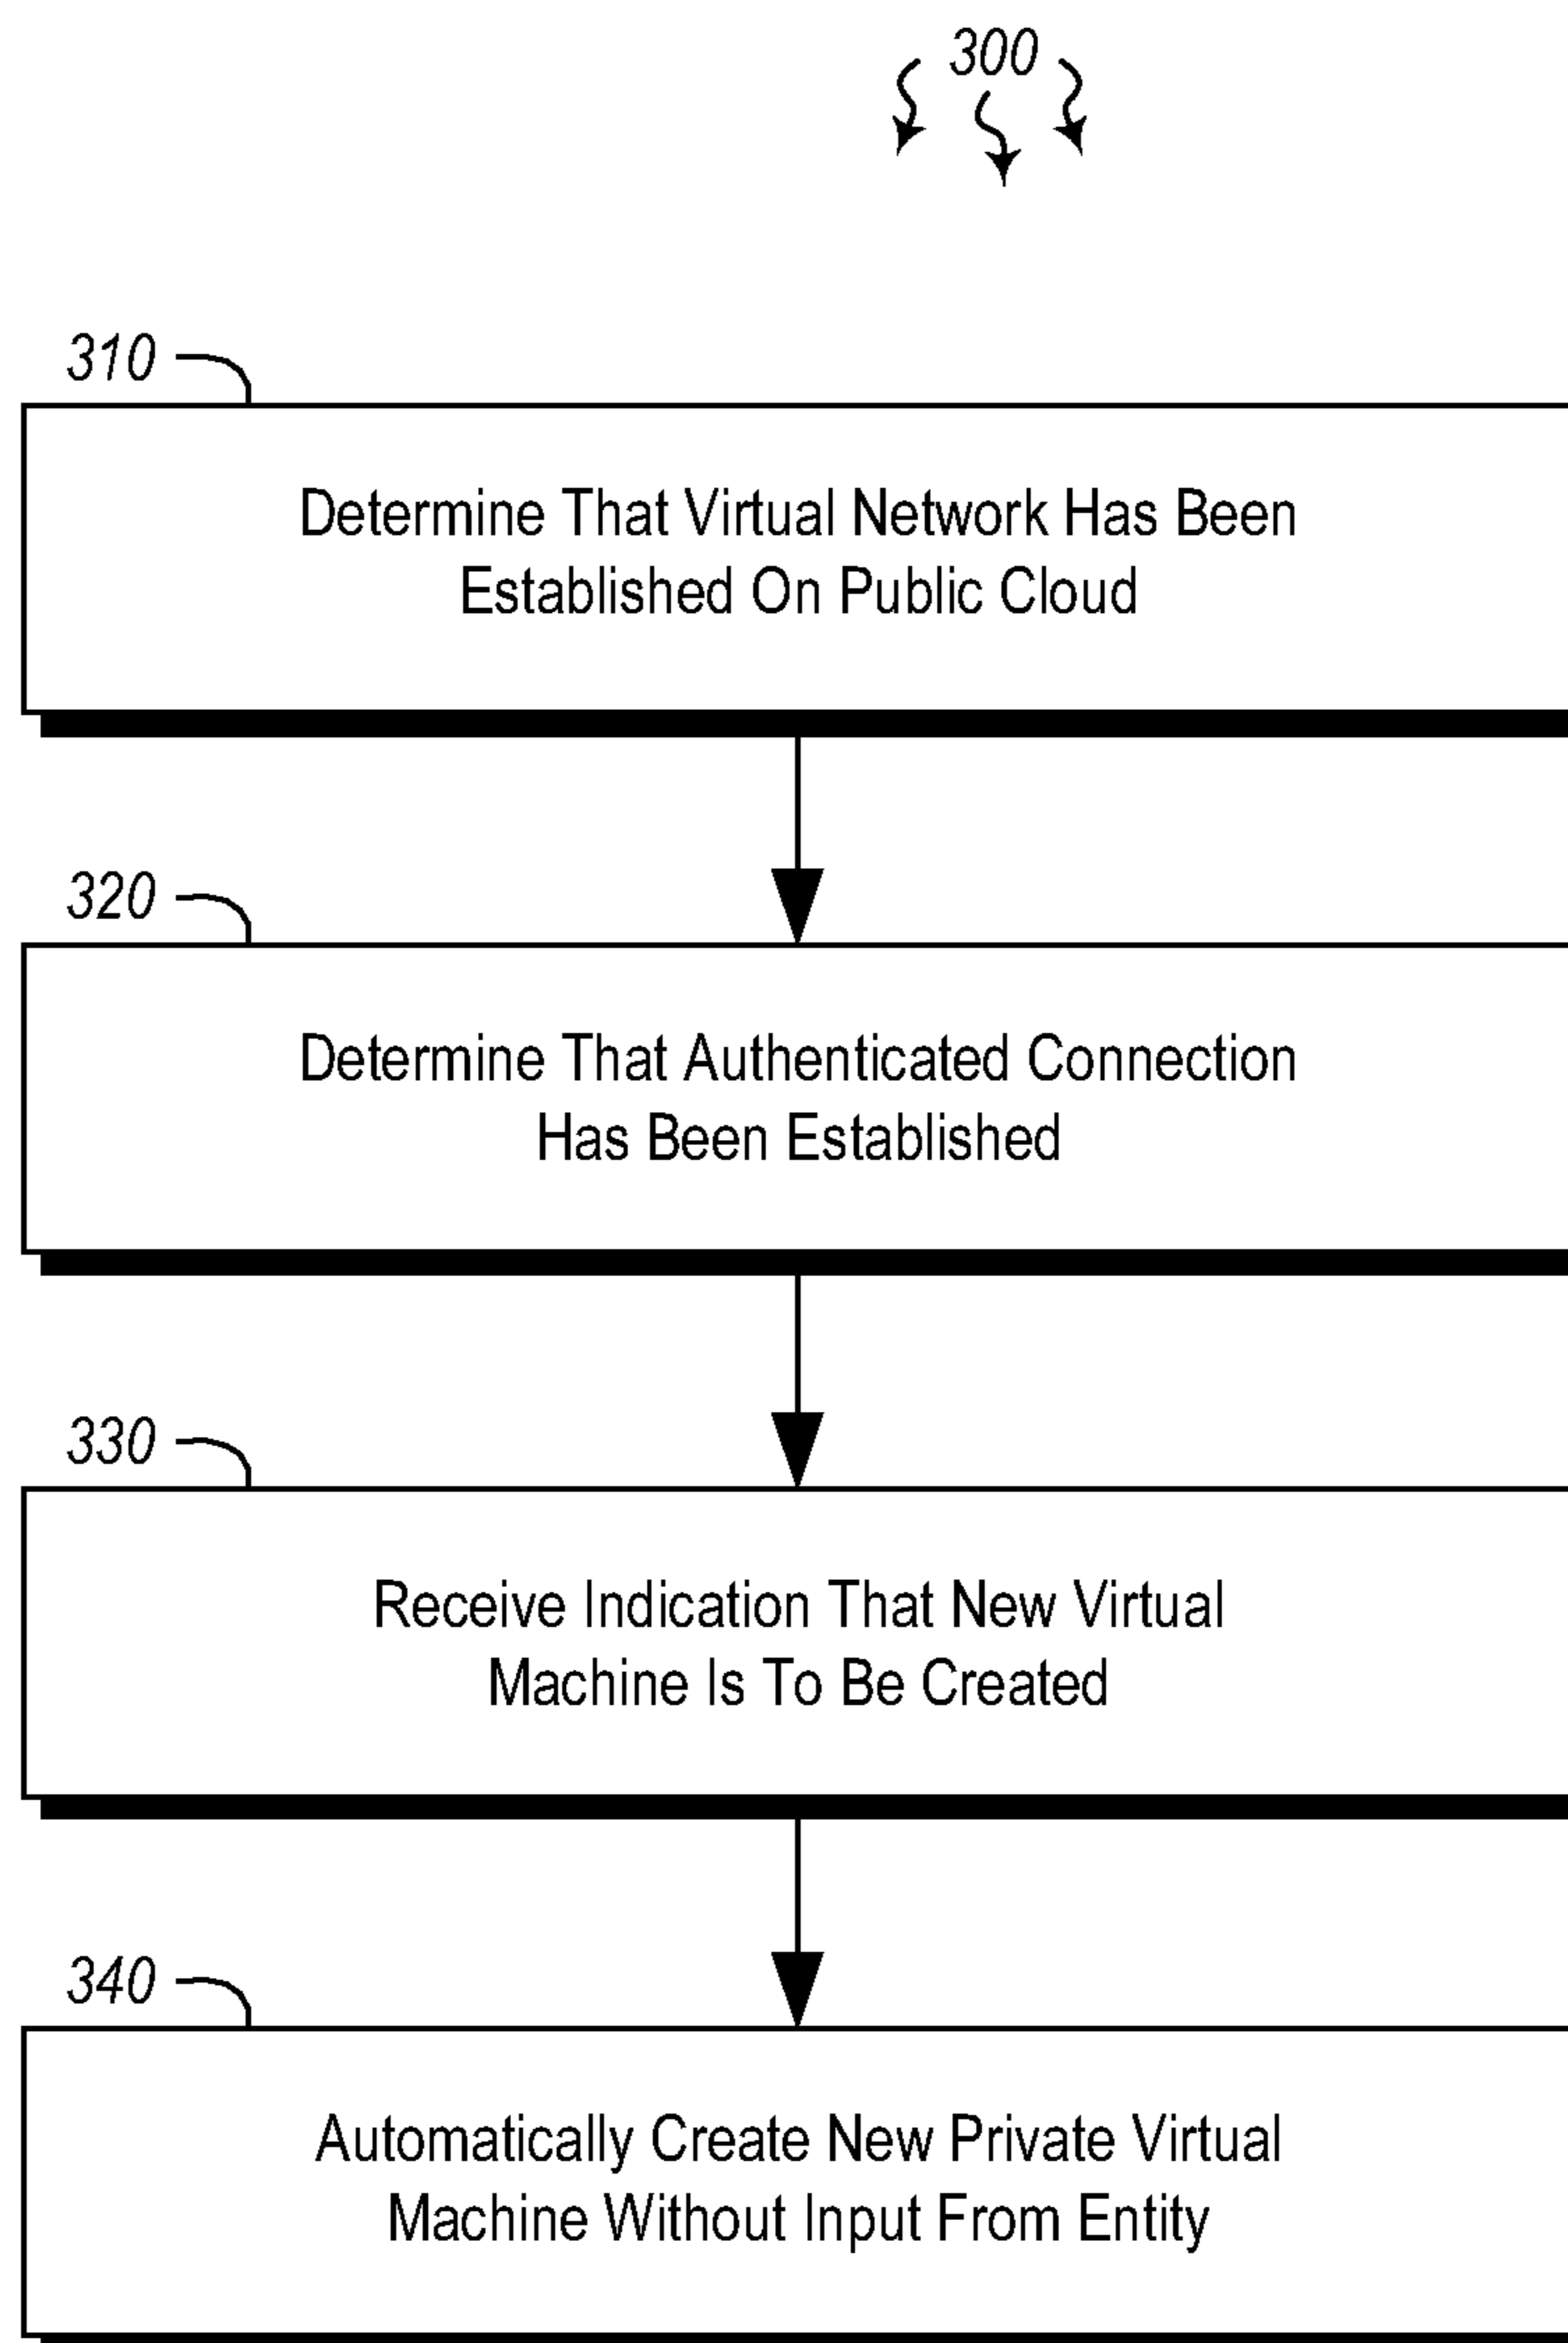 300
310
Determine That Virtual Network Has Been
Established On Public Cloud
320
Determine That Authenticated Connection
Has Been Established
330
Receive Indication That New Virtual
Machine Is To Be Created
340
Automatically Create New Private Virtual
Machine Without Input From Entity